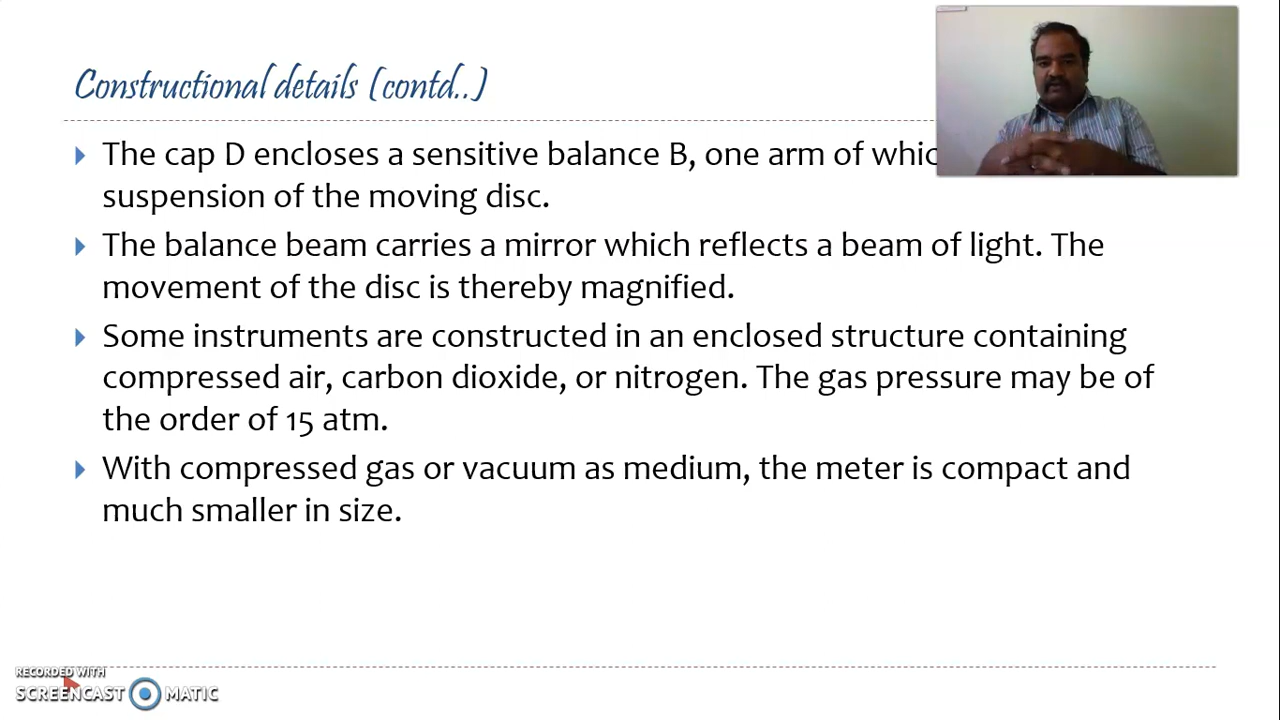 Constructional details (contd..)
The cap D encloses a sensitive balance B, one arm of
suspension of the moving disc.
The balance beam carries a mirror which reflects a beam of light. The
movement of the disc is thereby magnified.
Some instruments are constructed in an enclosed structure containing
compressed air, carbon dioxide, or nitrogen. The gas pressure may be of
the order of 15 atm.
With compressed gas or vacuum as medium, the meter is compact and
much smaller in size.
RECORDED WITH
SCREENCAST MATIC